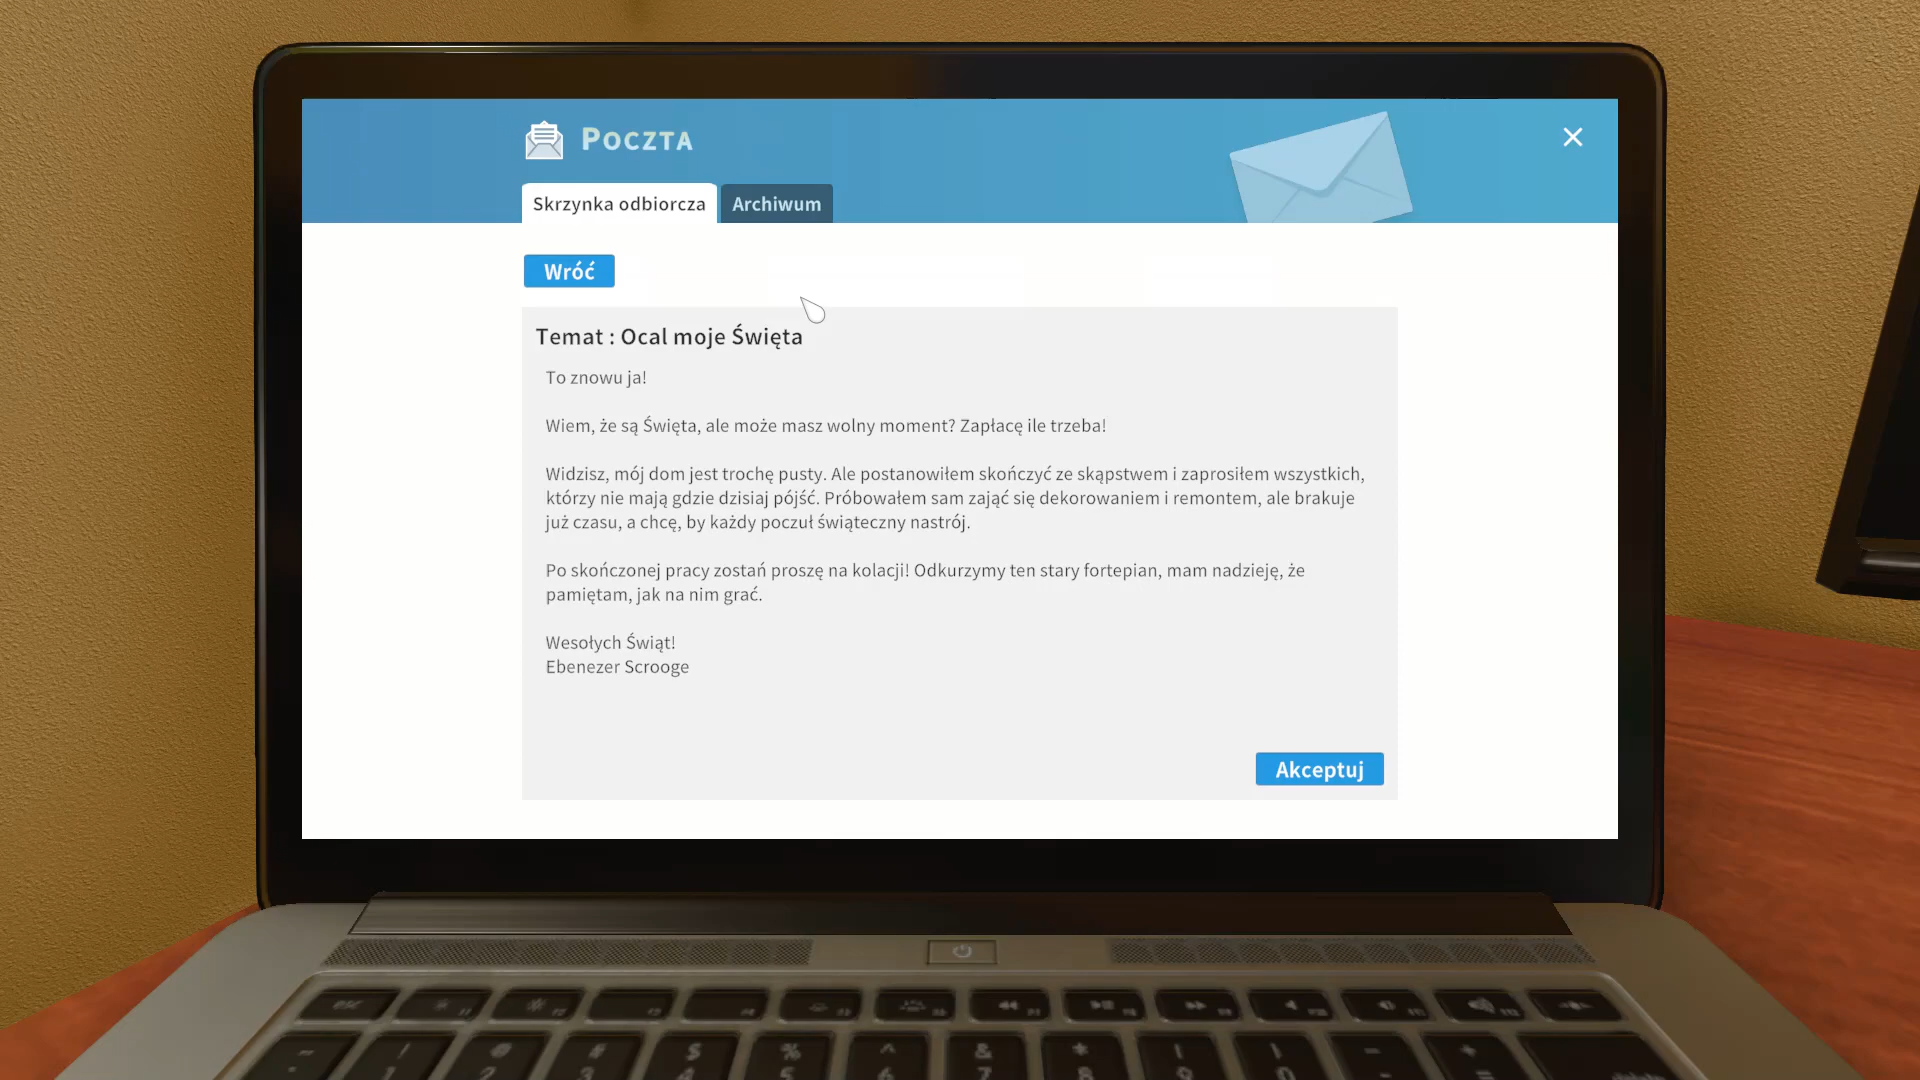 Poczta
Skrzynka odbiorcza
Archiwum
Wróć
Temat : Ocal moje Święta
To znowu ja!
Wiem, że są Święta, ale może masz wolny moment? Zapłacę ile trzeba!
Widzisz, mój dom jest trochę pusty. Ale postanowiłem skończyć ze skąpstwem i zaprosiłem wszystkich,
którzy nie mają gdzie dzisiaj pójść. Próbowałem sam zająć się dekorowaniem i remontem, ale brakuje
już czasu, a chcę, by każdy poczuł świąteczny nastrój.
Po skończonej pracy zostań proszę na kolacji! Odkurzymy ten stary fortepian, mam nadzieję, że
pamiętam, jak na nim grać.
Wesołych Świąt!
Ebenezer Scrooge
Akceptuj